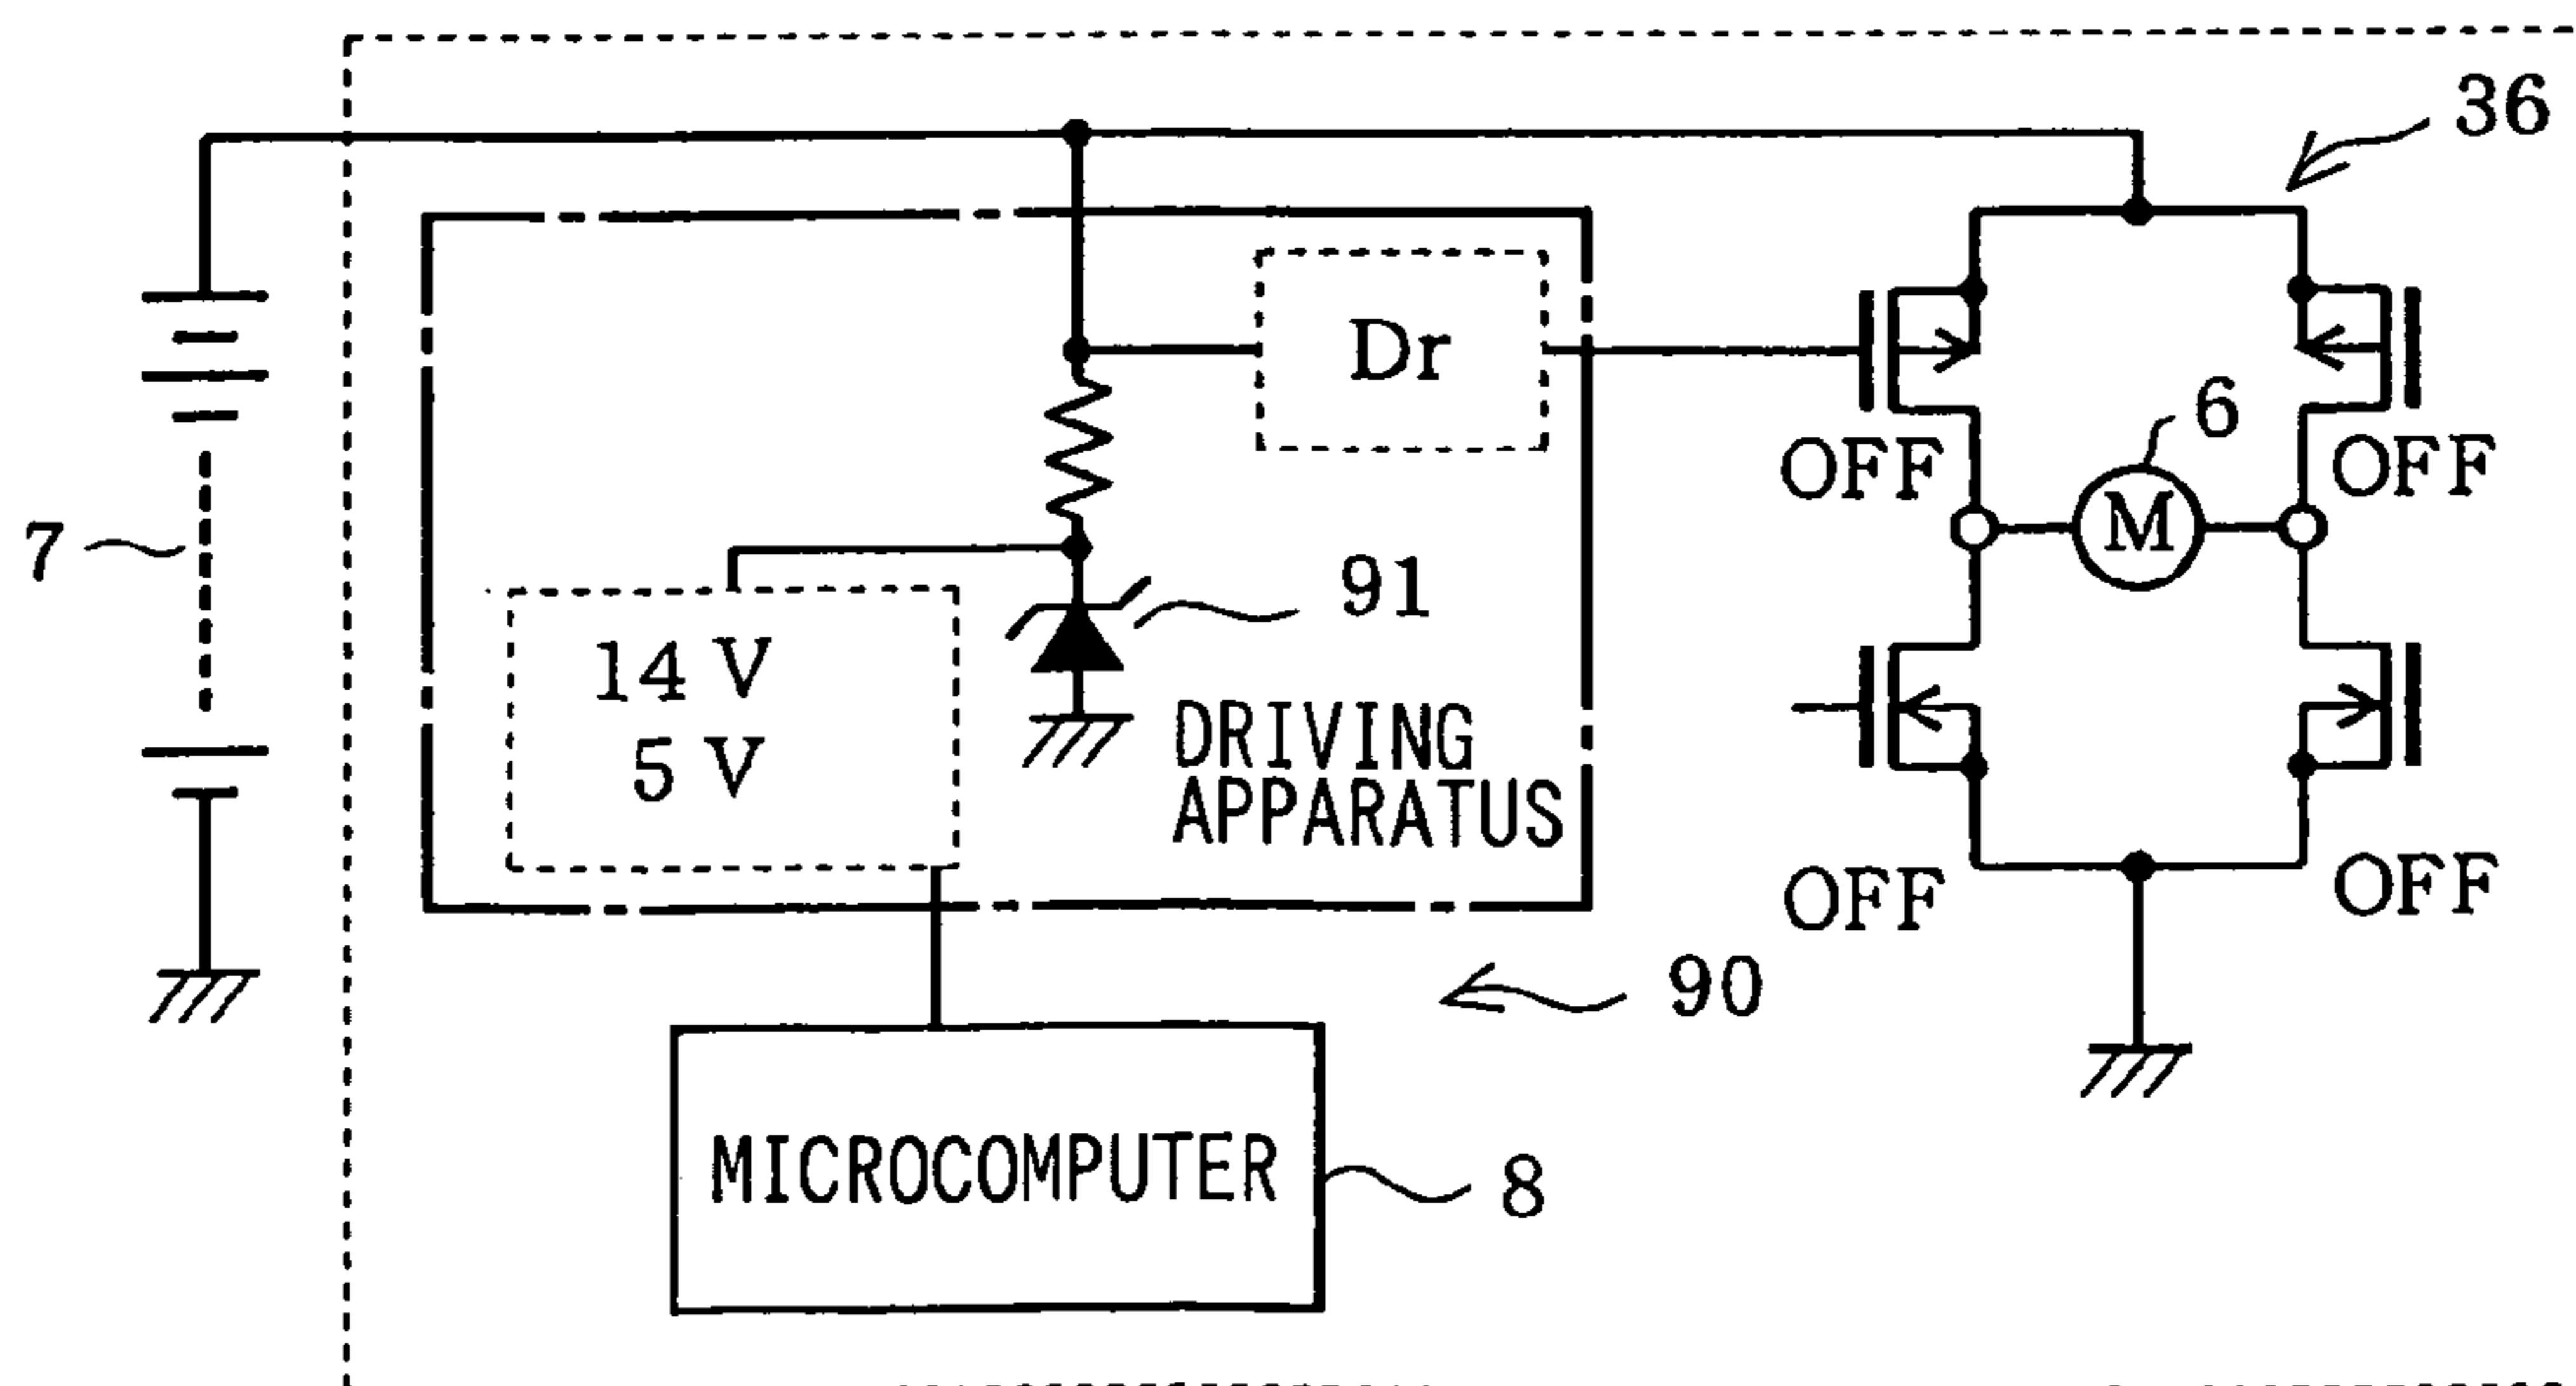 36
Dr
6
OFF
OFF
M
7
91
14 V
5 V
DRIVING
APPARATUS
OFF
OFF
90
MICROCOMPUTER
8